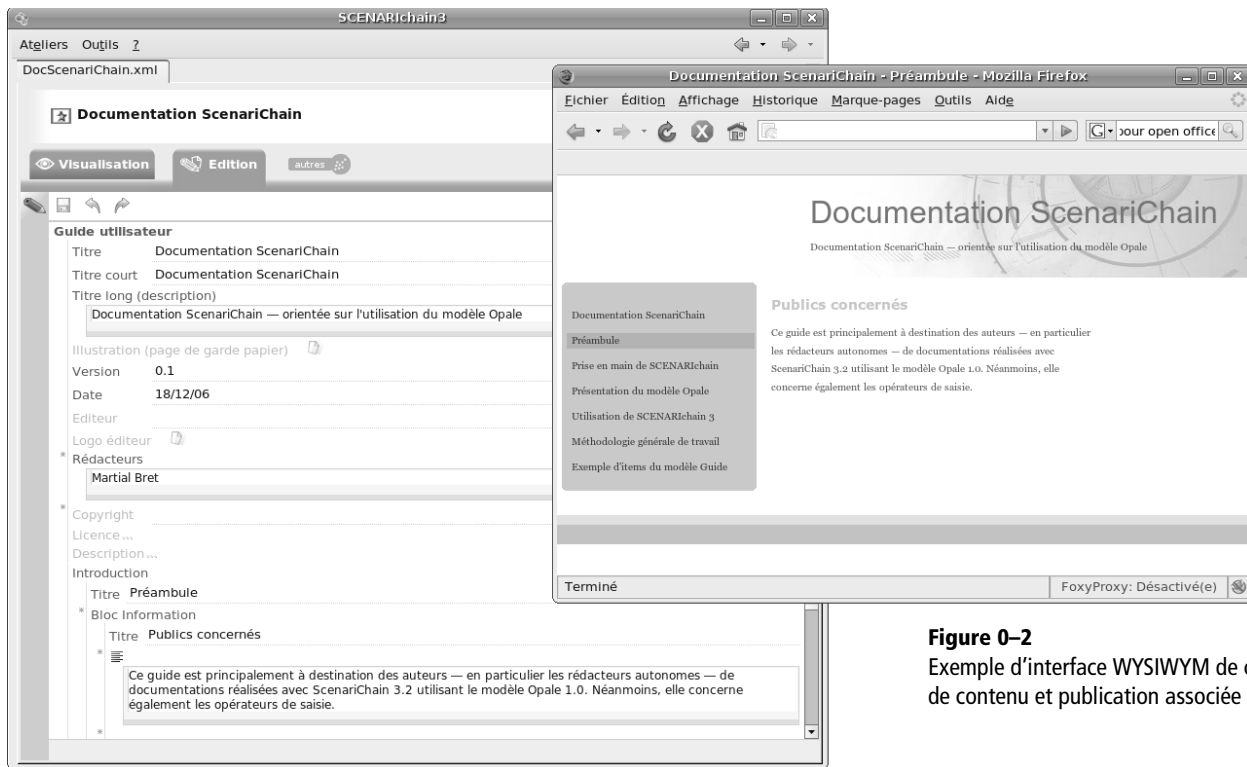 SCENARIchain3
Ateliers Outils ?
DocScenariChain.xml
Documentation ScenariChain
Visualisation Edition autres
Guide utilisateur
Titre Documentation ScenariChain
Titre court Documentation ScenariChain
Titre long (description)
Documentation ScenariChain — orientée sur l'utilisation du modèle Opale
Illustration (page de garde papier)
Version 0.1
Date 18/12/06
Editeur
Logo éditeur
* Rédacteurs
Martial Bret
* Copyright
Licence...
Description...
Introduction
Titre Préambule
* Bloc Information
Titre Publics concernés
*
Ce guide est principalement à destination des auteurs — en particulier les rédacteurs autonomes — de
documentations réalisées avec ScenariChain 3.2 utilisant le modèle Opale 1.0. Néanmoins, elle concerne
également les opérateurs de saisie.
*
Documentation ScenariChain - Préambule - Mozilla Firefox
Fichier Édition Affichage Historique Marque-pages Outils Aide
G pour open office
Documentation ScenariChain
Documentation ScenariChain — orientée sur l'utilisation du modèle Opale
Documentation ScenariChain
Préambule
Prise en main de SCENARIchain
Présentation du modèle Opale
Utilisation de SCENARIchain 3
Méthodologie générale de travail
Exemple d'items du modèle Guide
Publics concernés
Ce guide est principalement à destination des auteurs — en particulier
les rédacteurs autonomes — de documentations réalisées avec
ScenariChain 3.2 utilisant le modèle Opale 1.0. Néanmoins, elle
concerne également les opérateurs de saisie.
Terminé
FoxyProxy: Désactivé(e)
Figure 0–2
Exemple d'interface WYSIWYM de
de contenu et publication associée